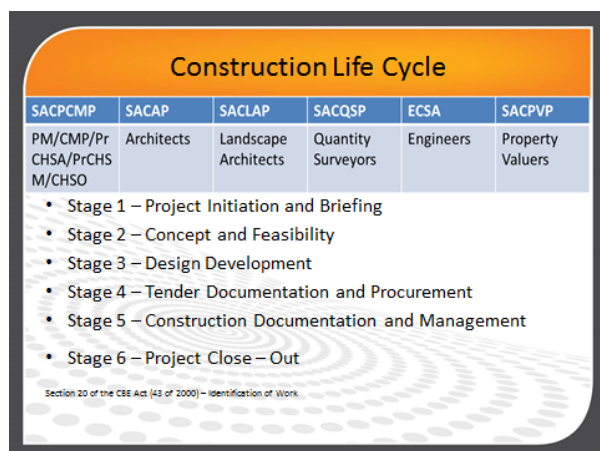 Construction Life Cycle
SACPCMP SACAP SACLAP SACQSP ECSA SACPVP
PM/CMP/Pr Architects Landscape Quantity Engineers Property
CHSA/PrCHS Architects Surveyors Valuers
M/CHSO
• Stage 1 – Project Initiation and Briefing
• Stage 2 – Concept and Feasibility
• Stage 3 – Design Development
• Stage 4 – Tender Documentation and Procurement
• Stage 5 – Construction Documentation and Management
• Stage 6 – Project Close – Out
Section 20 of the CBE Act (43 of 2000) – Identification of Work